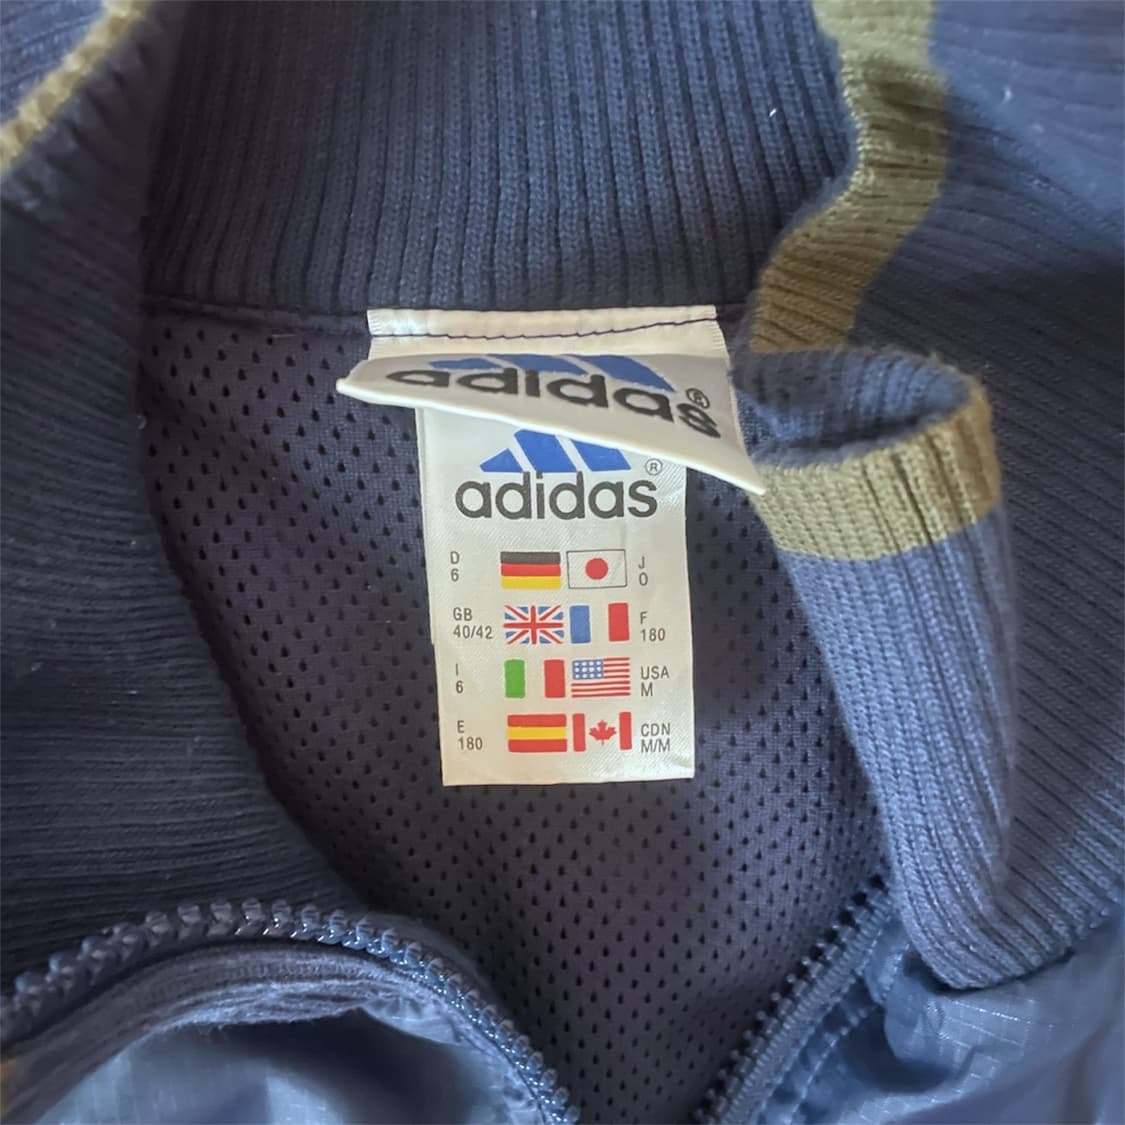 adidas®
®
adidas
D
6
J
O
GB
40/42
F
180
I
6
USA
M
E
180
CDN
M/M